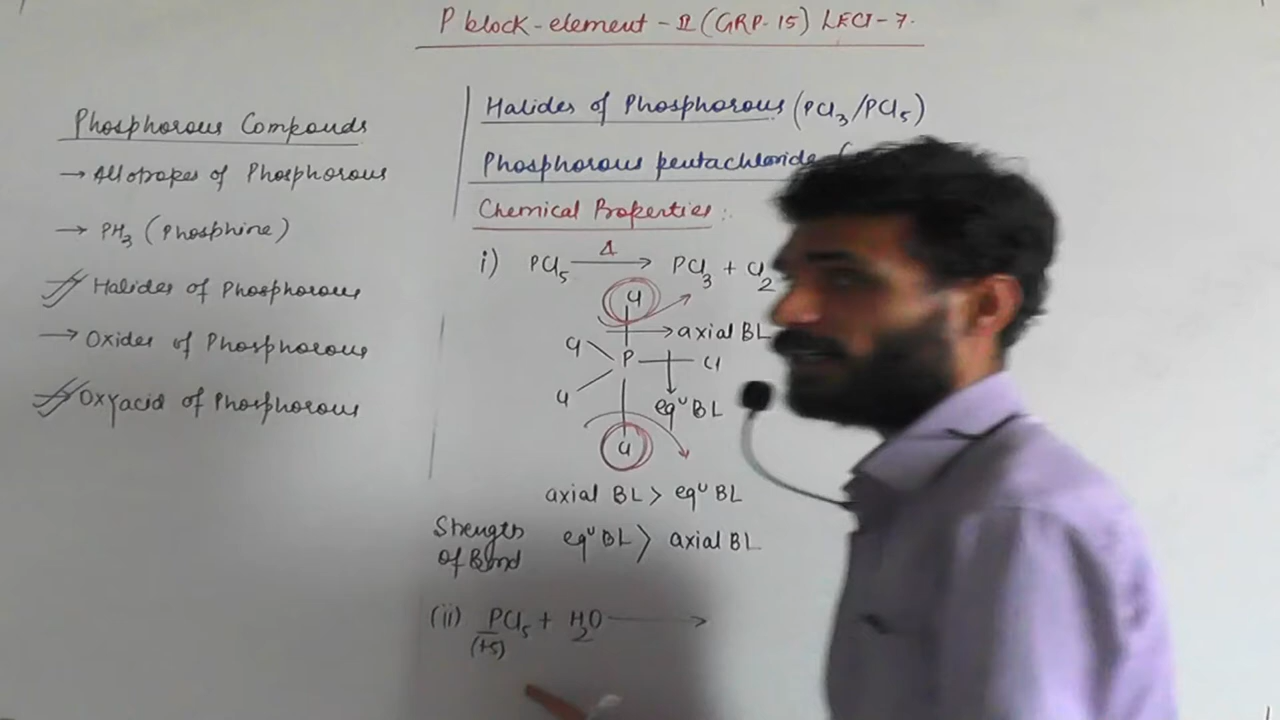 P block-element-II (GRP-15) LECT-7.
Phosphorous Compouds
→ Allotropes of Phosphorous
→ PH3 (Phosphine)
Halides of Phosphorous
→ Oxides of Phosphorous
Oxyacid of Phosphorous
Halides of Phosphorous (PCl3/PCl5)
Phosphorous pentachloride (
Chemical Properties:
i) PCl5 Δ→ PCl3 + Cl2
Cl
→ axial BL
Cl P Cl
Cl
eqᵘ BL
Cl
axial BL > eqᵘ BL
Strength of Bond eqᵘ BL > axial BL
(ii) PCl5 + H2O →
(+5)